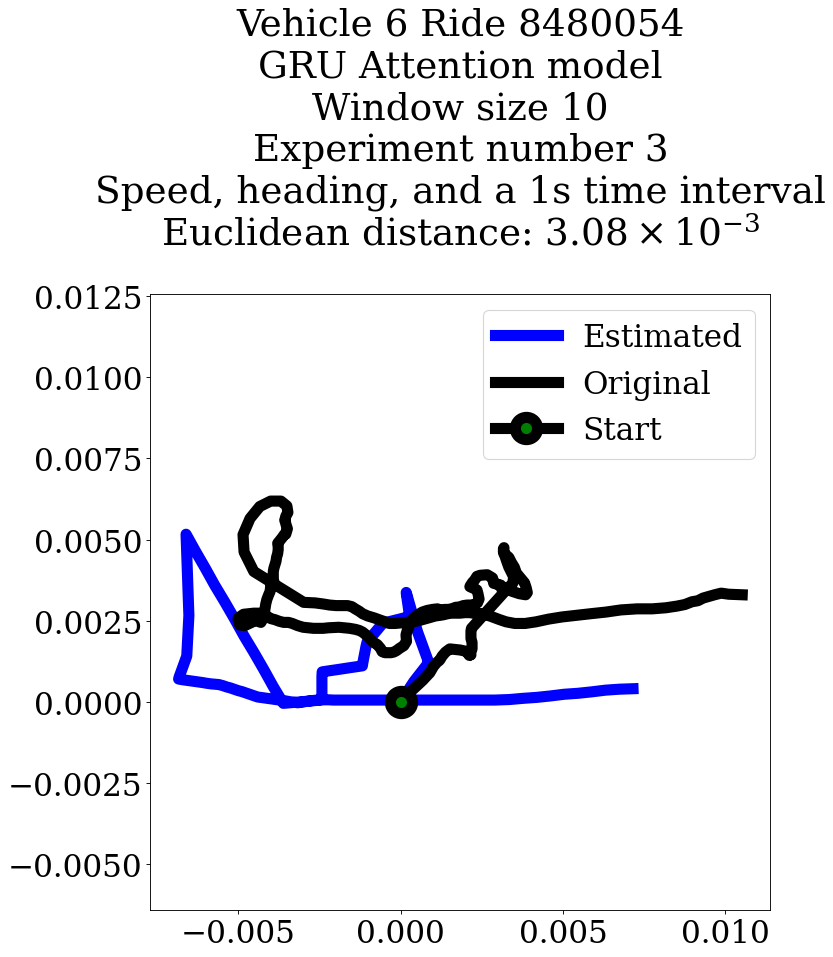 Vehicle 6 Ride 8480054
GRU Attention model
Window size 10
Experiment number 3
Speed, heading, and a 1s time interval
Euclidean distance: 3.08 × 10⁻³
0.0125
0.0100
0.0075
0.0050
0.0025
0.0000
−0.0025
−0.0050
Estimated
Original
Start
−0.005 0.000 0.005 0.010